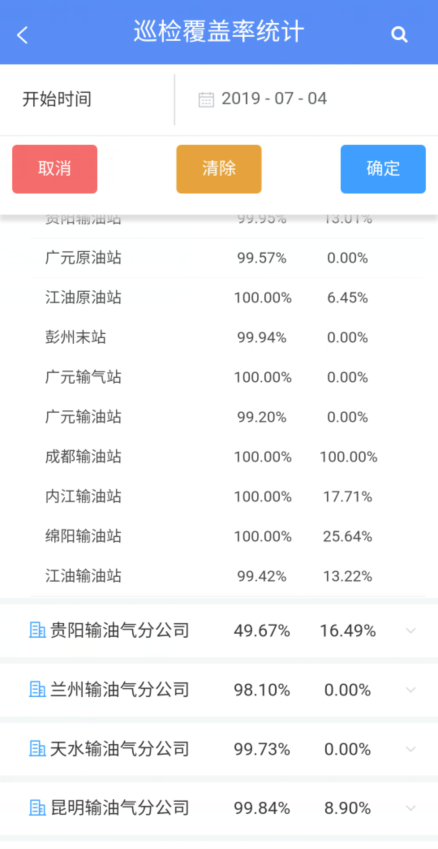 巡检覆盖率统计
开始时间 2019 - 07 - 04
取消 清除 确定
贵阳输油站 99.95% 13.01%
广元原油站 99.57% 0.00%
江油原油站 100.00% 6.45%
彭州末站 99.94% 0.00%
广元输气站 100.00% 0.00%
广元输油站 99.20% 0.00%
成都输油站 100.00% 100.00%
内江输油站 100.00% 17.71%
绵阳输油站 100.00% 25.64%
江油输油站 99.42% 13.22%
贵阳输油气分公司 49.67% 16.49%
兰州输油气分公司 98.10% 0.00%
天水输油气分公司 99.73% 0.00%
昆明输油气分公司 99.84% 8.90%